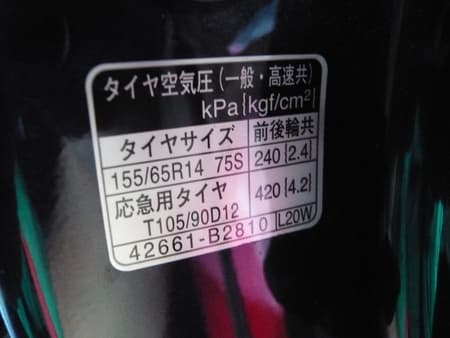 タイヤ空気圧(一般・高速共)
kPa{kgf/cm²}
タイヤサイズ 前後輪共
155/65R14 75S 240{2.4}
応急用タイヤ
T105/90D12 420{4.2}
42661-B2810 L20W